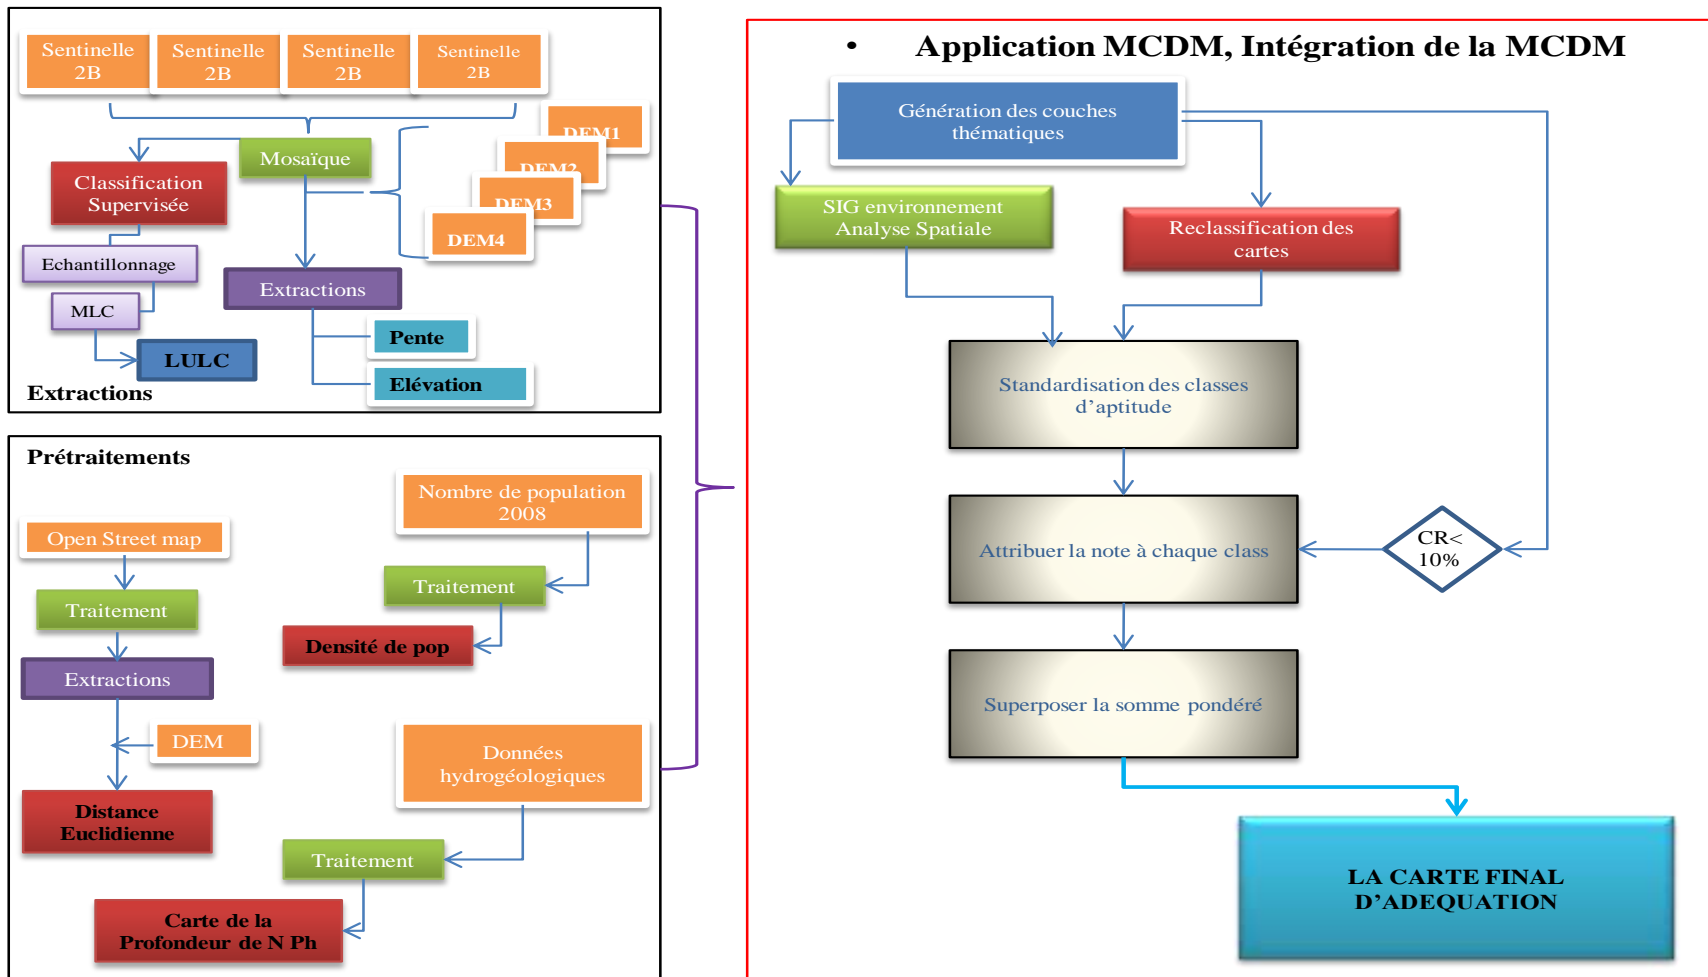 Sentinelle
2B
Sentinelle
2B
Sentinelle
2B
Sentinelle
2B
DEM1
DEM2
DEM3
DEM4
Mosaïque
Classification
Supervisée
Echantillonnage
MLC
LULC
Extractions
Pente
Elévation
Extractions
Prétraitements
Nombre de population
2008
Open Street map
Traitement
Traitement
Densité de pop
Extractions
DEM
Données
hydrogéologiques
Distance
Euclidienne
Traitement
Carte de la
Profondeur de N Ph
• Application MCDM, Intégration de la MCDM
Génération des couches
thématiques
SIG environnement
Analyse Spatiale
Reclassification des
cartes
Standardisation des classes
d’aptitude
Attribuer la note à chaque class
CR<
10%
Superposer la somme pondéré
LA CARTE FINAL
D’ADEQUATION